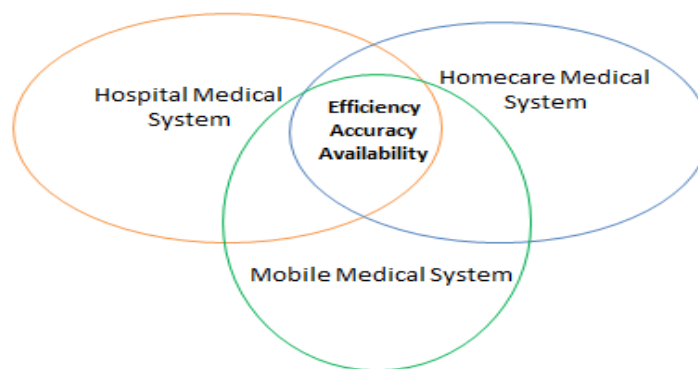 Hospital Medical
System
Homecare Medical
System
Efficiency
Accuracy
Availability
Mobile Medical System